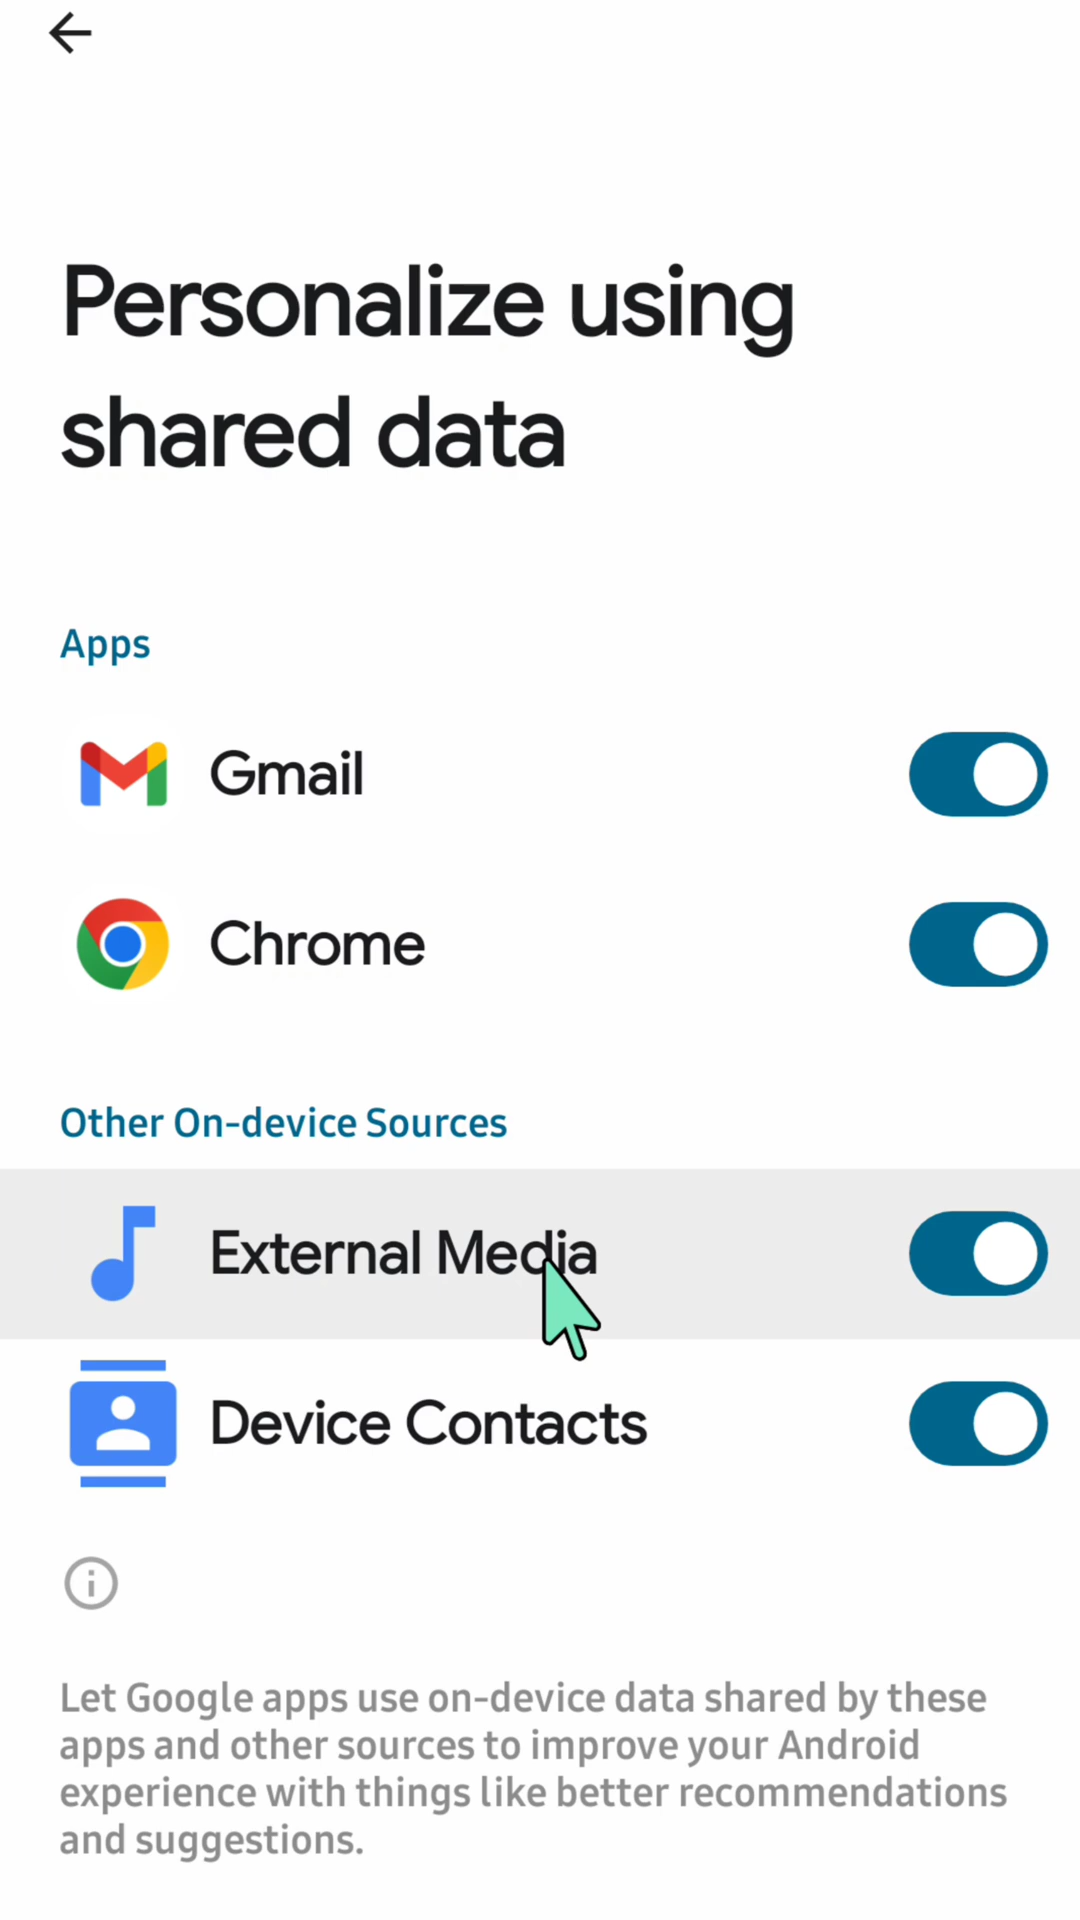 Personalize using
shared data
Apps
Gmail
Chrome
Other On-device Sources
External Media
Device Contacts
Let Google apps use on-device data shared by these
apps and other sources to improve your Android
experience with things like better recommendations
and suggestions.